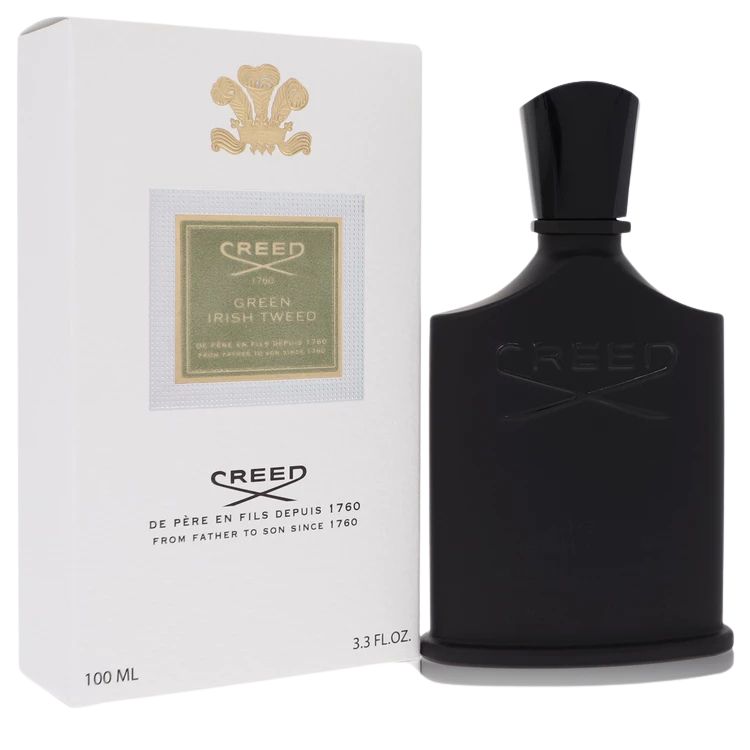 CREED
1760
GREEN
IRISH TWEED
DE PÈRE EN FILS DEPUIS 1760
FROM FATHER TO SON SINCE 1760
CREED
DE PÈRE EN FILS DEPUIS 1760
FROM FATHER TO SON SINCE 1760
100 ML
3.3 FL.OZ.
CREED